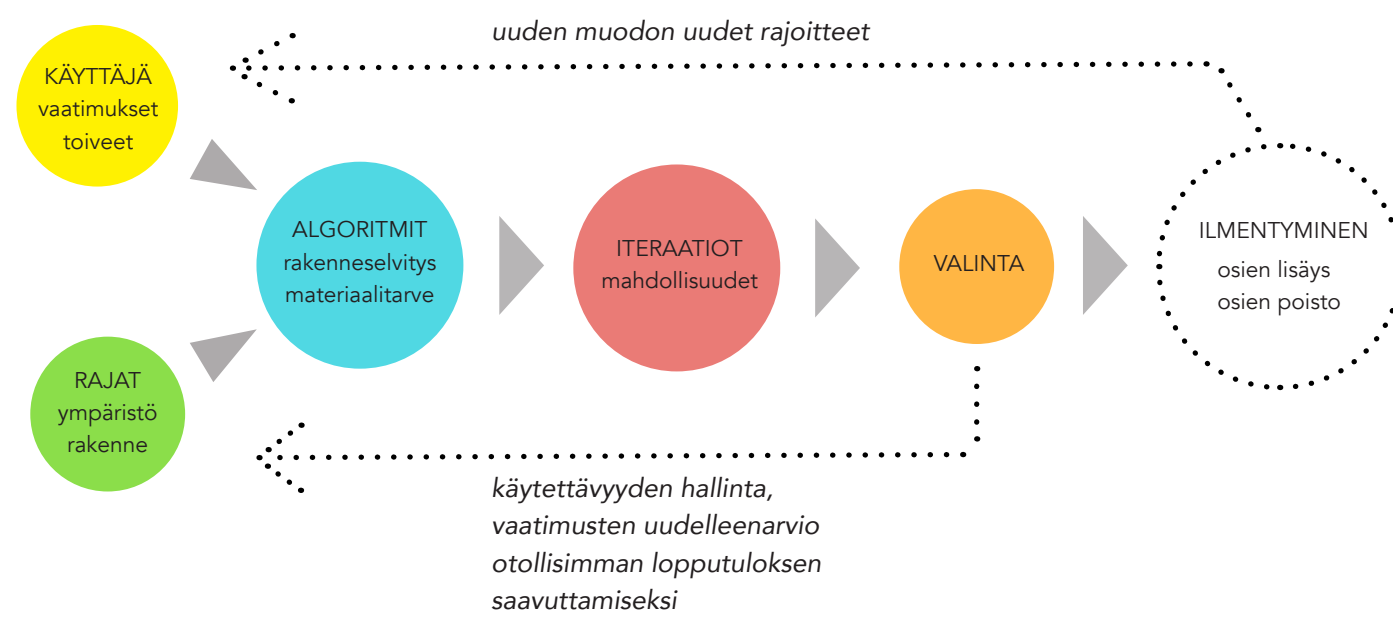 uuden muodon uudet rajoitteet
KÄYTTÄJÄ
vaatimukset
toiveet
ALGORITMIT
rakenneselvitys
materiaalitarve
ITERAATIOT
mahdollisuudet
VALINTA
ILMENTYMINEN
osien lisäys
osien poisto
RAJAT
ympäristö
rakenne
käytettävyyden hallinta,
vaatimusten uudelleenarvio
otollisimman lopputuloksen
saavuttamiseksi